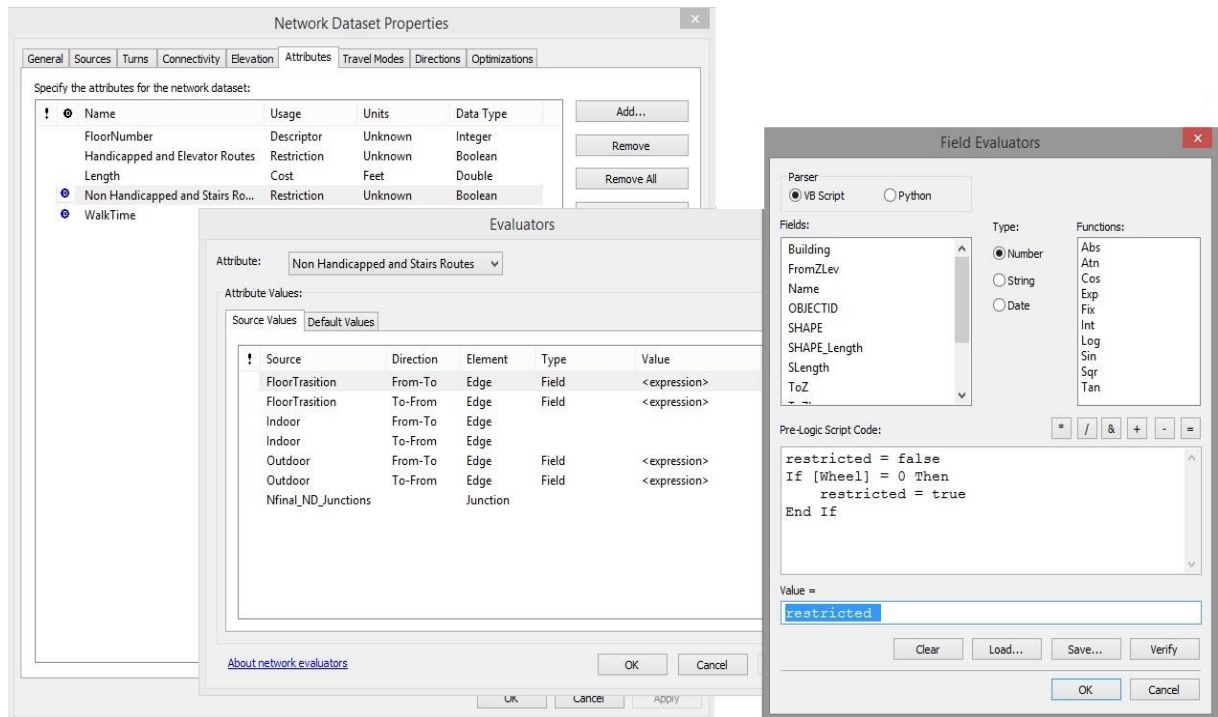 Network Dataset Properties
General Sources Turns Connectivity Elevation Attributes Travel Modes Directions Optimizations
Specify the attributes for the network dataset:
! Name Usage Units Data Type
FloorNumber Descriptor Unknown Integer
Handicapped and Elevator Routes Restriction Unknown Boolean
Length Cost Feet Double
Non Handicapped and Stairs Ro... Restriction Unknown Boolean
WalkTime
Add...
Remove
Remove All
Evaluators
Attribute: Non Handicapped and Stairs Routes
Attribute Values:
Source Values Default Values
! Source Direction Element Type Value
FloorTrasition From-To Edge Field <expression>
FloorTrasition To-From Edge Field <expression>
Indoor From-To Edge
Indoor To-From Edge
Outdoor From-To Edge Field <expression>
Outdoor To-From Edge Field <expression>
Nfinal_ND_Junctions Junction
About network evaluators
OK Cancel
OK Cancel Apply
Field Evaluators
Parser
VB Script Python
Fields: Type: Functions:
Building
FromZLev
Name
OBJECTID
SHAPE
SHAPE_Length
SLength
ToZ
Number
String
Date
Abs
Atn
Cos
Exp
Fix
Int
Log
Sin
Sqr
Tan
Pre-Logic Script Code: * / & + - =
restricted = false
If [Wheel] = 0 Then
restricted = true
End If
Value =
restricted
Clear Load... Save... Verify
OK Cancel